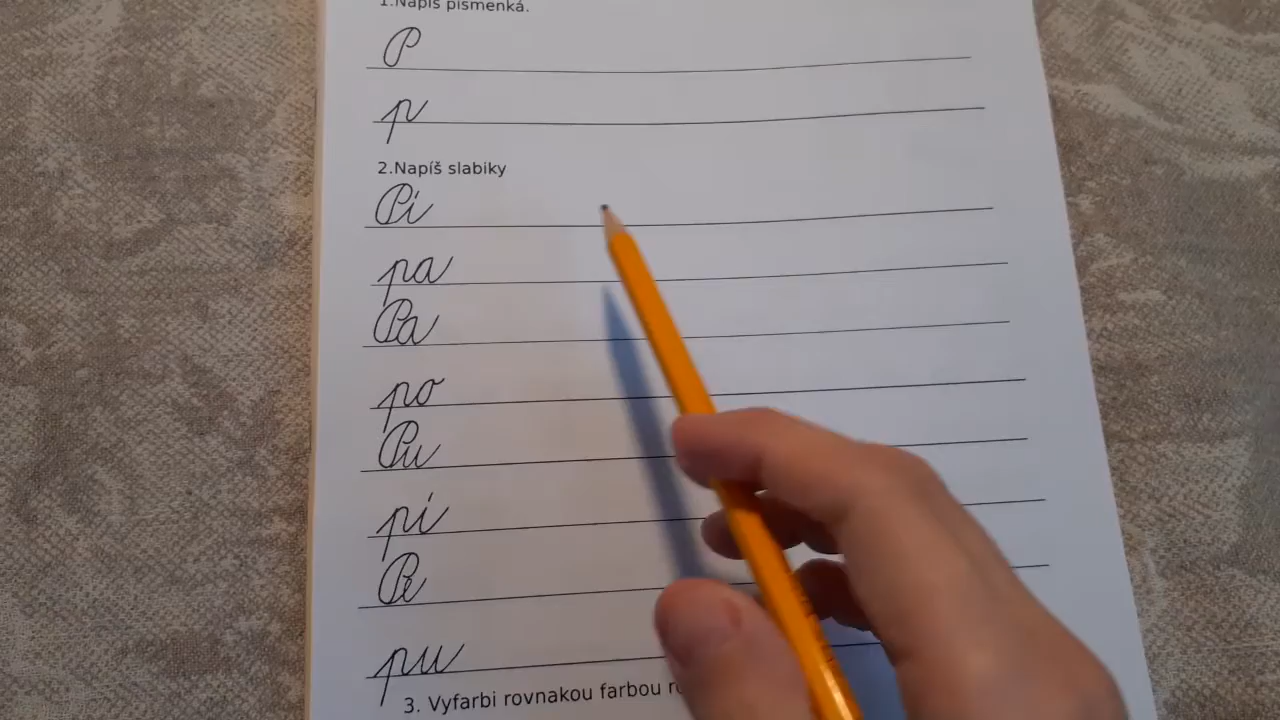 1.Napíš písmenká.
P
p
2.Napíš slabiky
Pi
pa
Pa
po
Pu
pi
Pe
pu
3. Vyfarbi rovnakou farbou